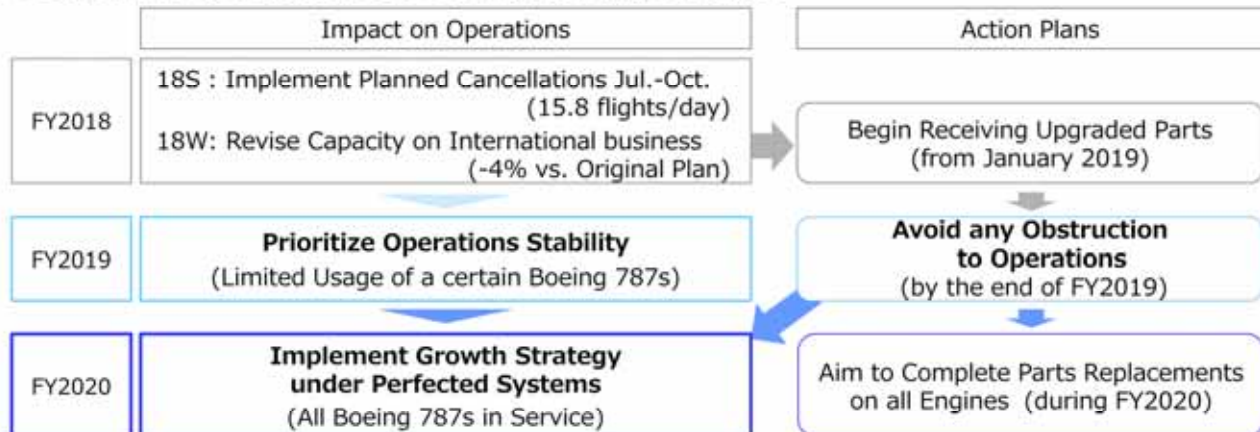 Impact on Operations
Action Plans
FY2018
18S : Implement Planned Cancellations Jul.-Oct.
(15.8 flights/day)
18W: Revise Capacity on International business
(-4% vs. Original Plan)
Begin Receiving Upgraded Parts
(from January 2019)
FY2019
Prioritize Operations Stability
(Limited Usage of a certain Boeing 787s)
Avoid any Obstruction
to Operations
(by the end of FY2019)
FY2020
Implement Growth Strategy
under Perfected Systems
(All Boeing 787s in Service)
Aim to Complete Parts Replacements
on all Engines (during FY2020)